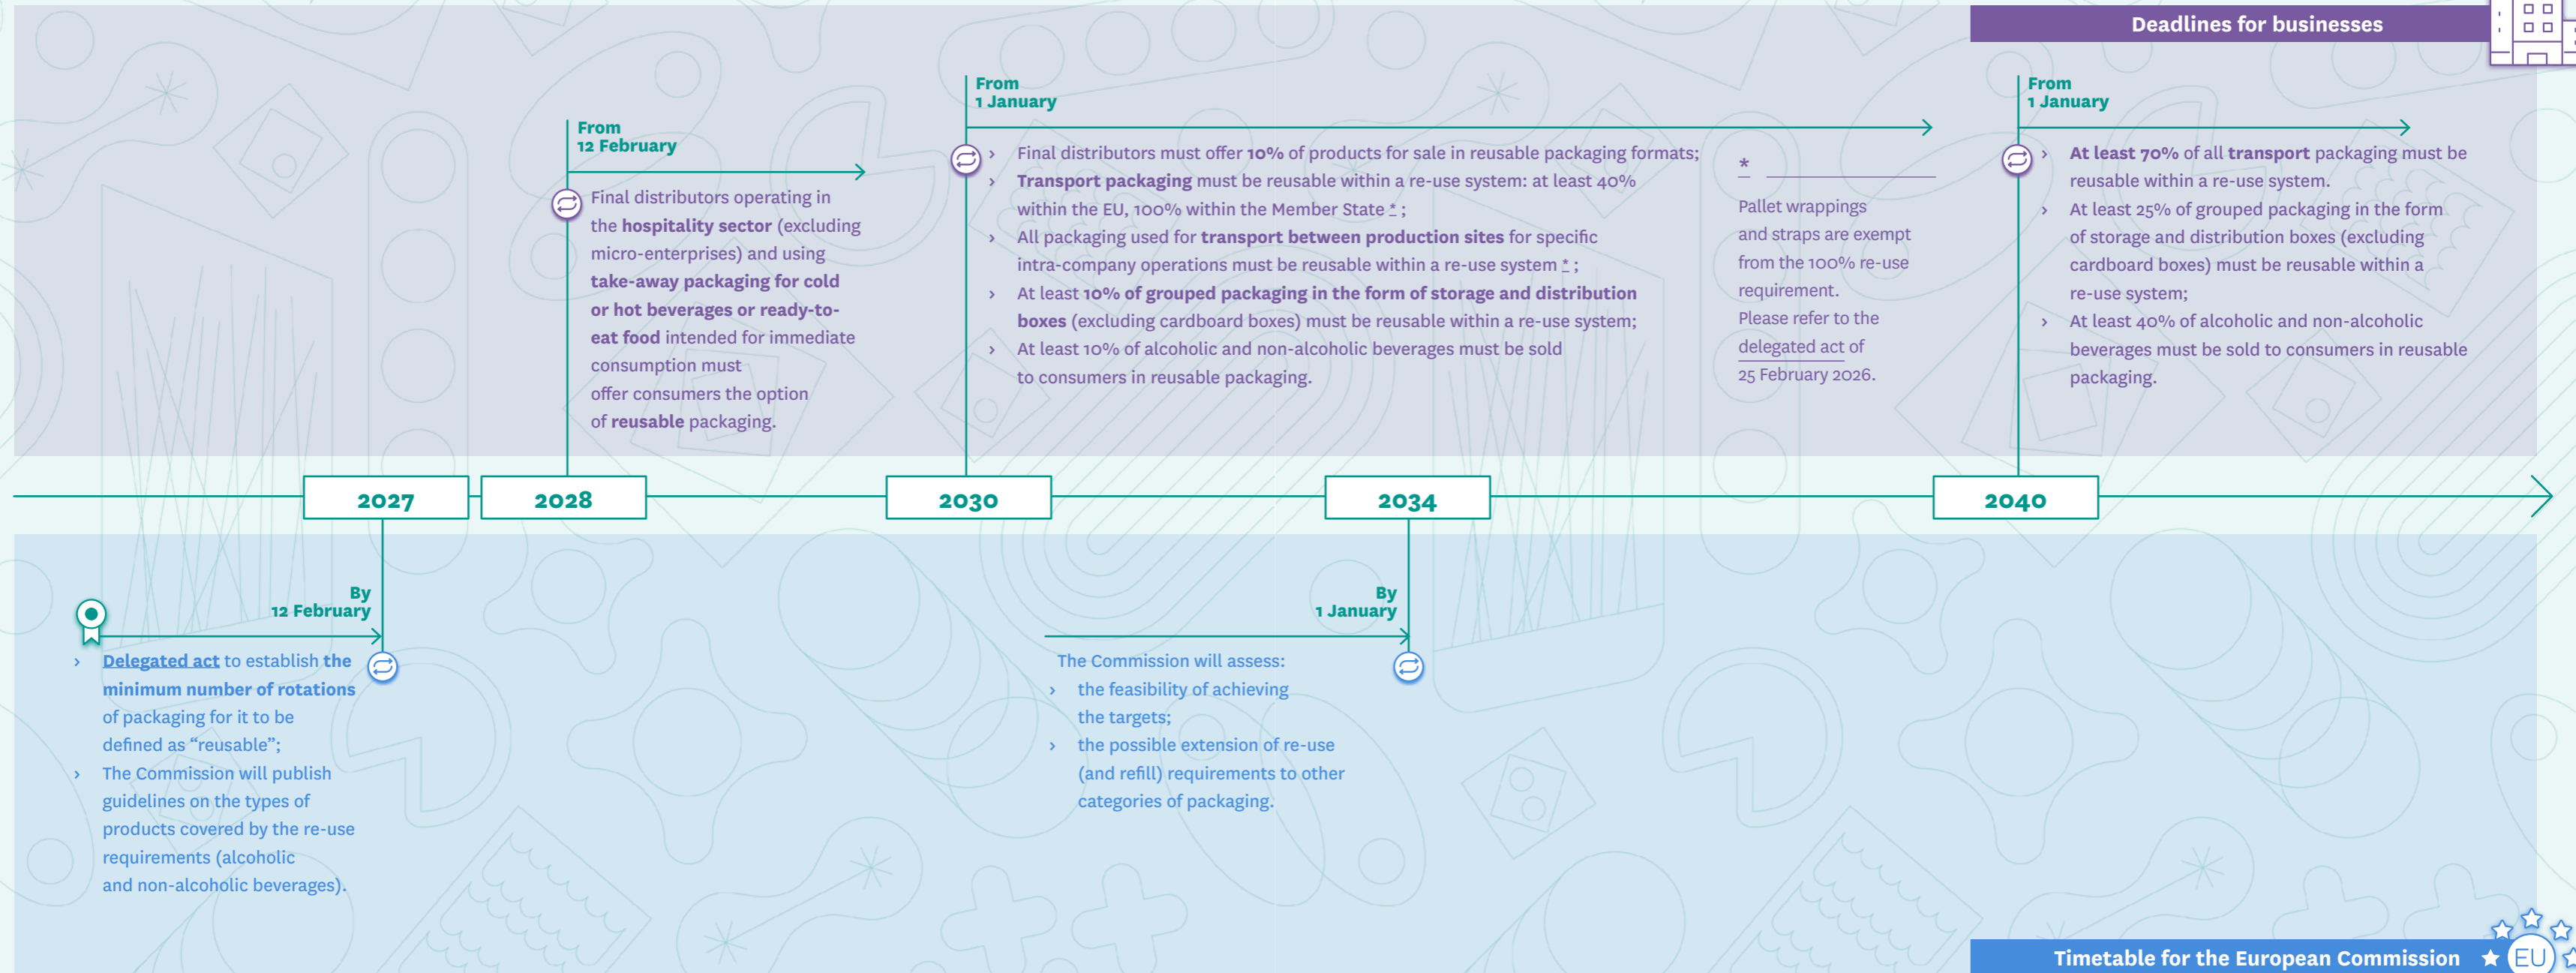 Deadlines for businesses
From
12 February
Final distributors operating in
the hospitality sector (excluding
micro-enterprises) and using
take-away packaging for cold
or hot beverages or ready-to-
eat food intended for immediate
consumption must
offer consumers the option
of reusable packaging.
From
1 January
› Final distributors must offer 10% of products for sale in reusable packaging formats;
› Transport packaging must be reusable within a re-use system: at least 40%
within the EU, 100% within the Member State * ;
› All packaging used for transport between production sites for specific
intra-company operations must be reusable within a re-use system * ;
› At least 10% of grouped packaging in the form of storage and distribution
boxes (excluding cardboard boxes) must be reusable within a re-use system;
› At least 10% of alcoholic and non-alcoholic beverages must be sold
to consumers in reusable packaging.
*
Pallet wrappings
and straps are exempt
from the 100% re-use
requirement.
Please refer to the
delegated act of
25 February 2026.
From
1 January
› At least 70% of all transport packaging must be
reusable within a re-use system.
› At least 25% of grouped packaging in the form
of storage and distribution boxes (excluding
cardboard boxes) must be reusable within a
re-use system;
› At least 40% of alcoholic and non-alcoholic
beverages must be sold to consumers in reusable
packaging.
2027
2028
2030
2034
2040
By
12 February
› Delegated act to establish the
minimum number of rotations
of packaging for it to be
defined as “reusable”;
› The Commission will publish
guidelines on the types of
products covered by the re-use
requirements (alcoholic
and non-alcoholic beverages).
By
1 January
The Commission will assess:
› the feasibility of achieving
the targets;
› the possible extension of re-use
(and refill) requirements to other
categories of packaging.
Timetable for the European Commission
EU